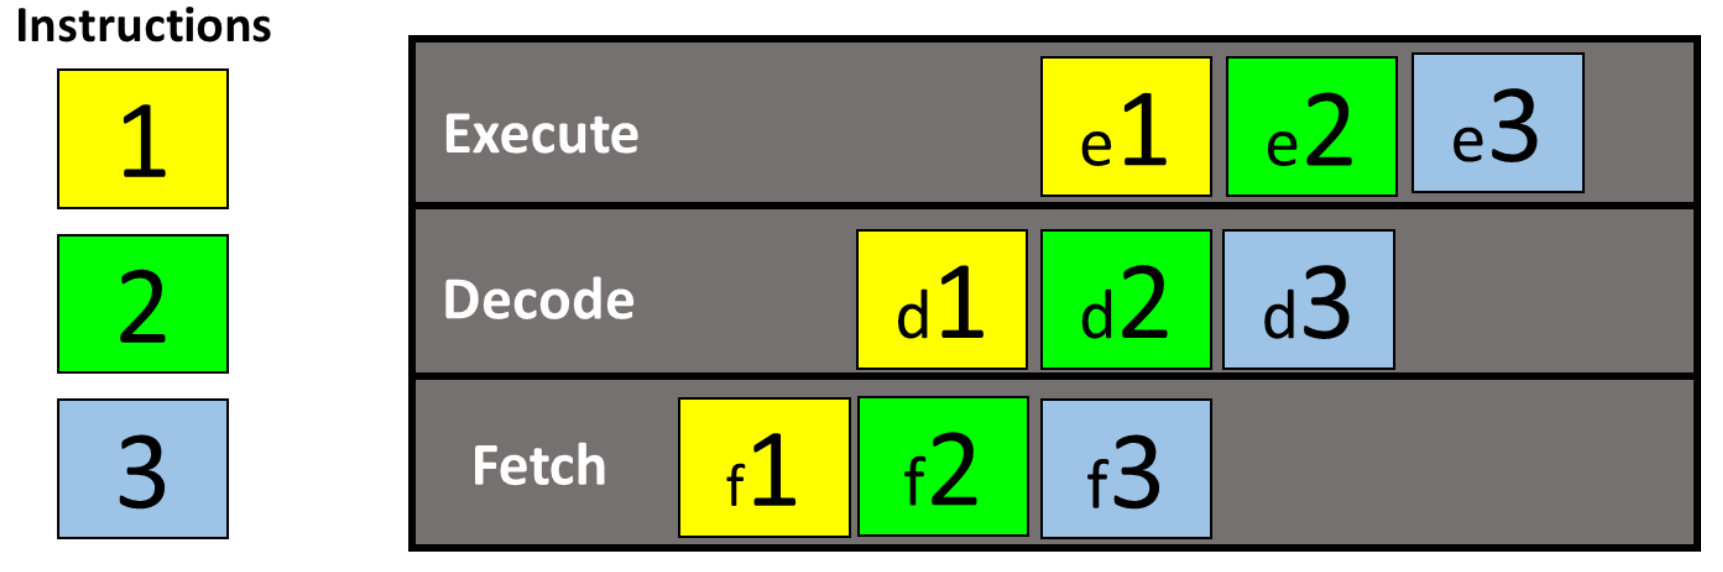 Instructions
1
2
3
Execute e1 e2 e3
Decode d1 d2 d3
Fetch f1 f2 f3